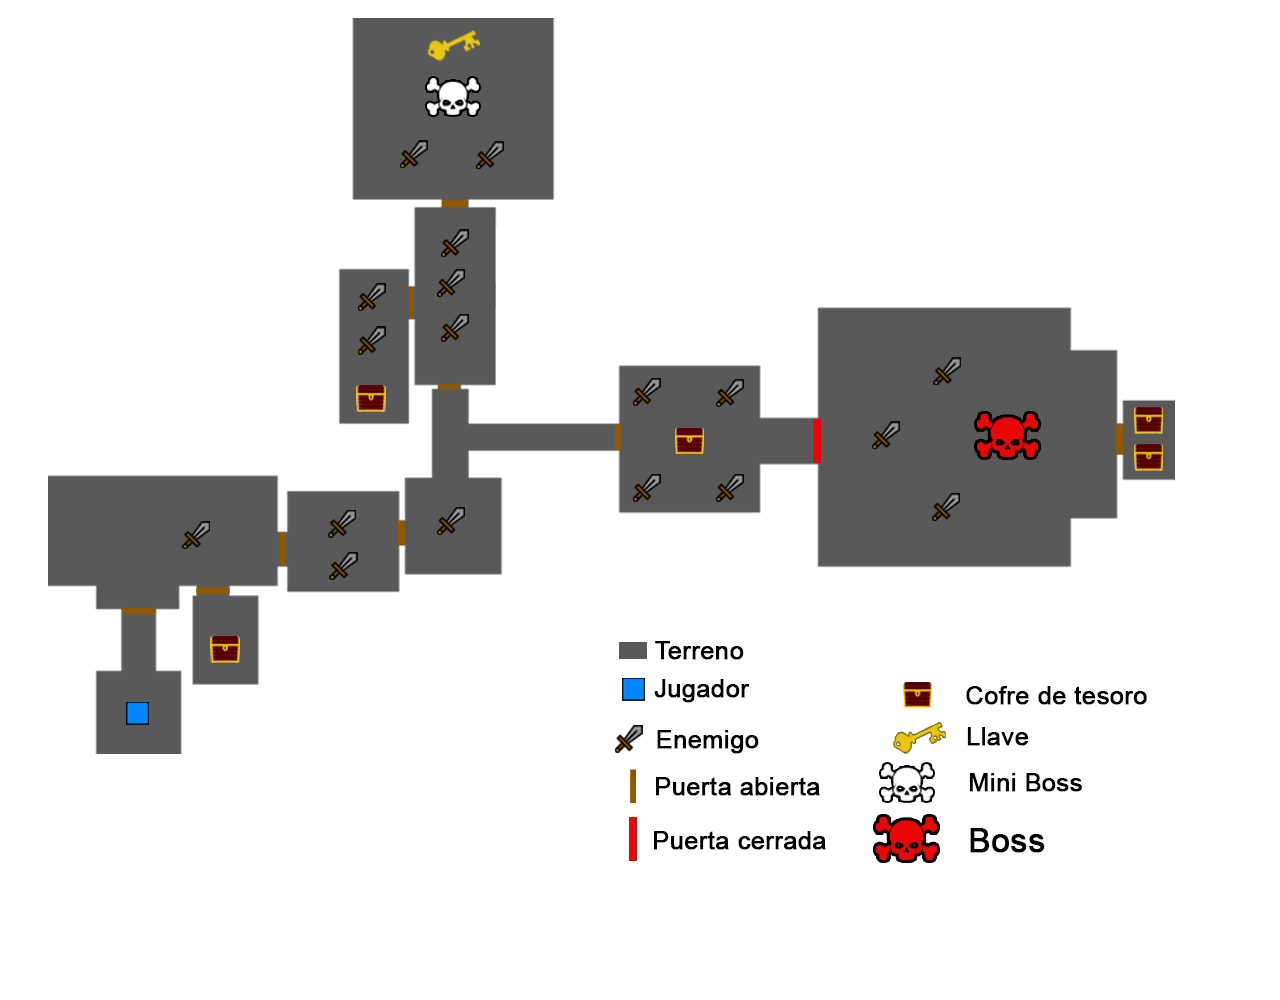 Terreno
Jugador
Enemigo
Puerta abierta
Puerta cerrada
Cofre de tesoro
Llave
Mini Boss
Boss